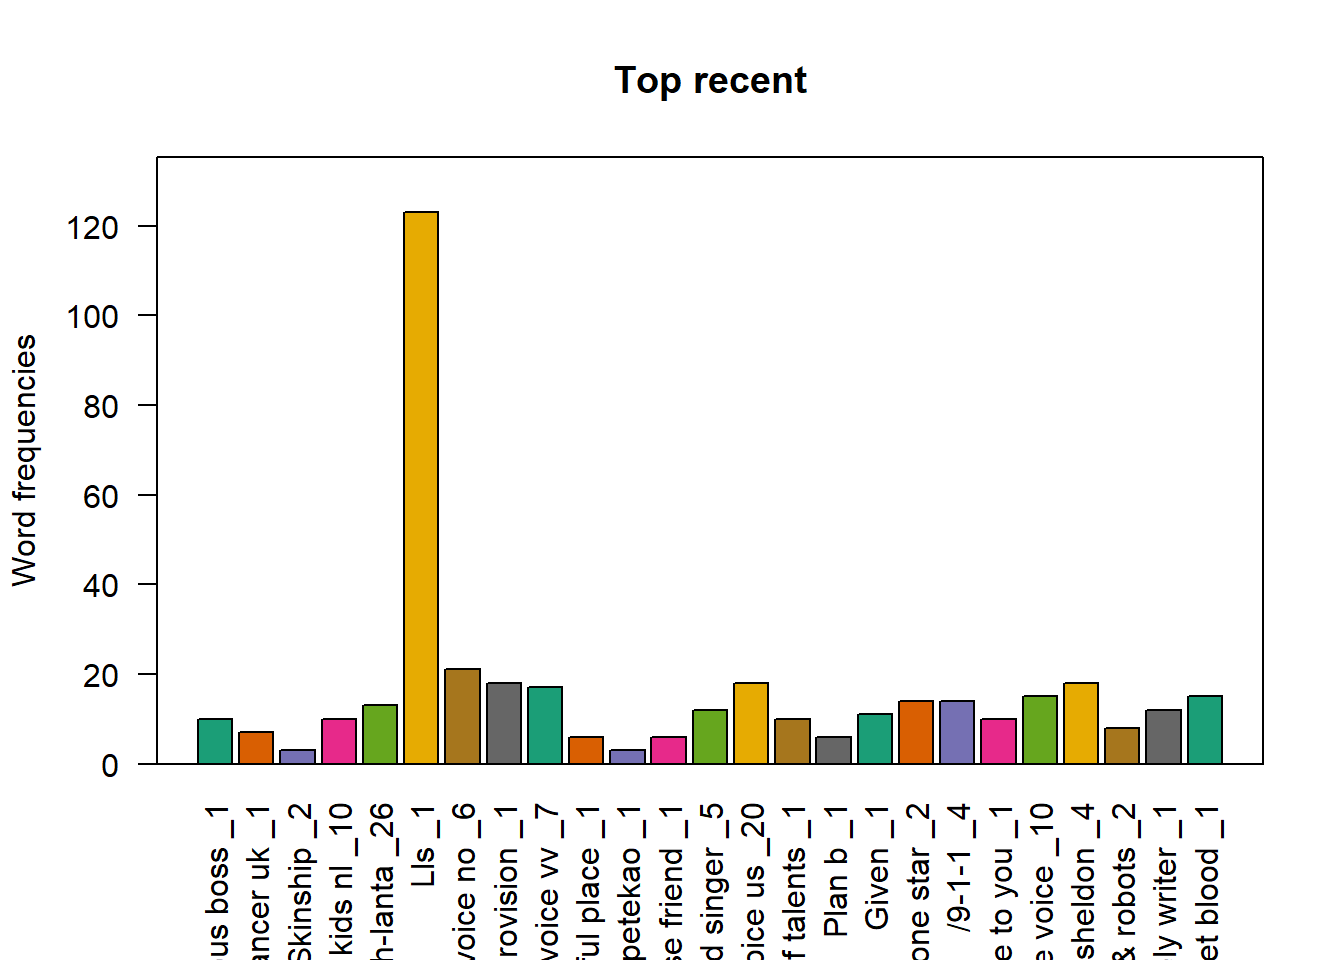 Top recent
Word frequencies
120
100
80
60
40
20
0
ous boss _1
ancer uk _1
Skinship _2
kids nl _10
h-lanta _26
Lls _1
voice no _6
rovision _1
voice vv _7
ful place _1
petekao _1
se friend _1
d singer _5
oice us _20
f talents _1
Plan b _1
Given _1
one star _2
/9-1-1 _4
e to you _1
e voice _10
sheldon _4
& robots _2
ly writer _1
et blood _1